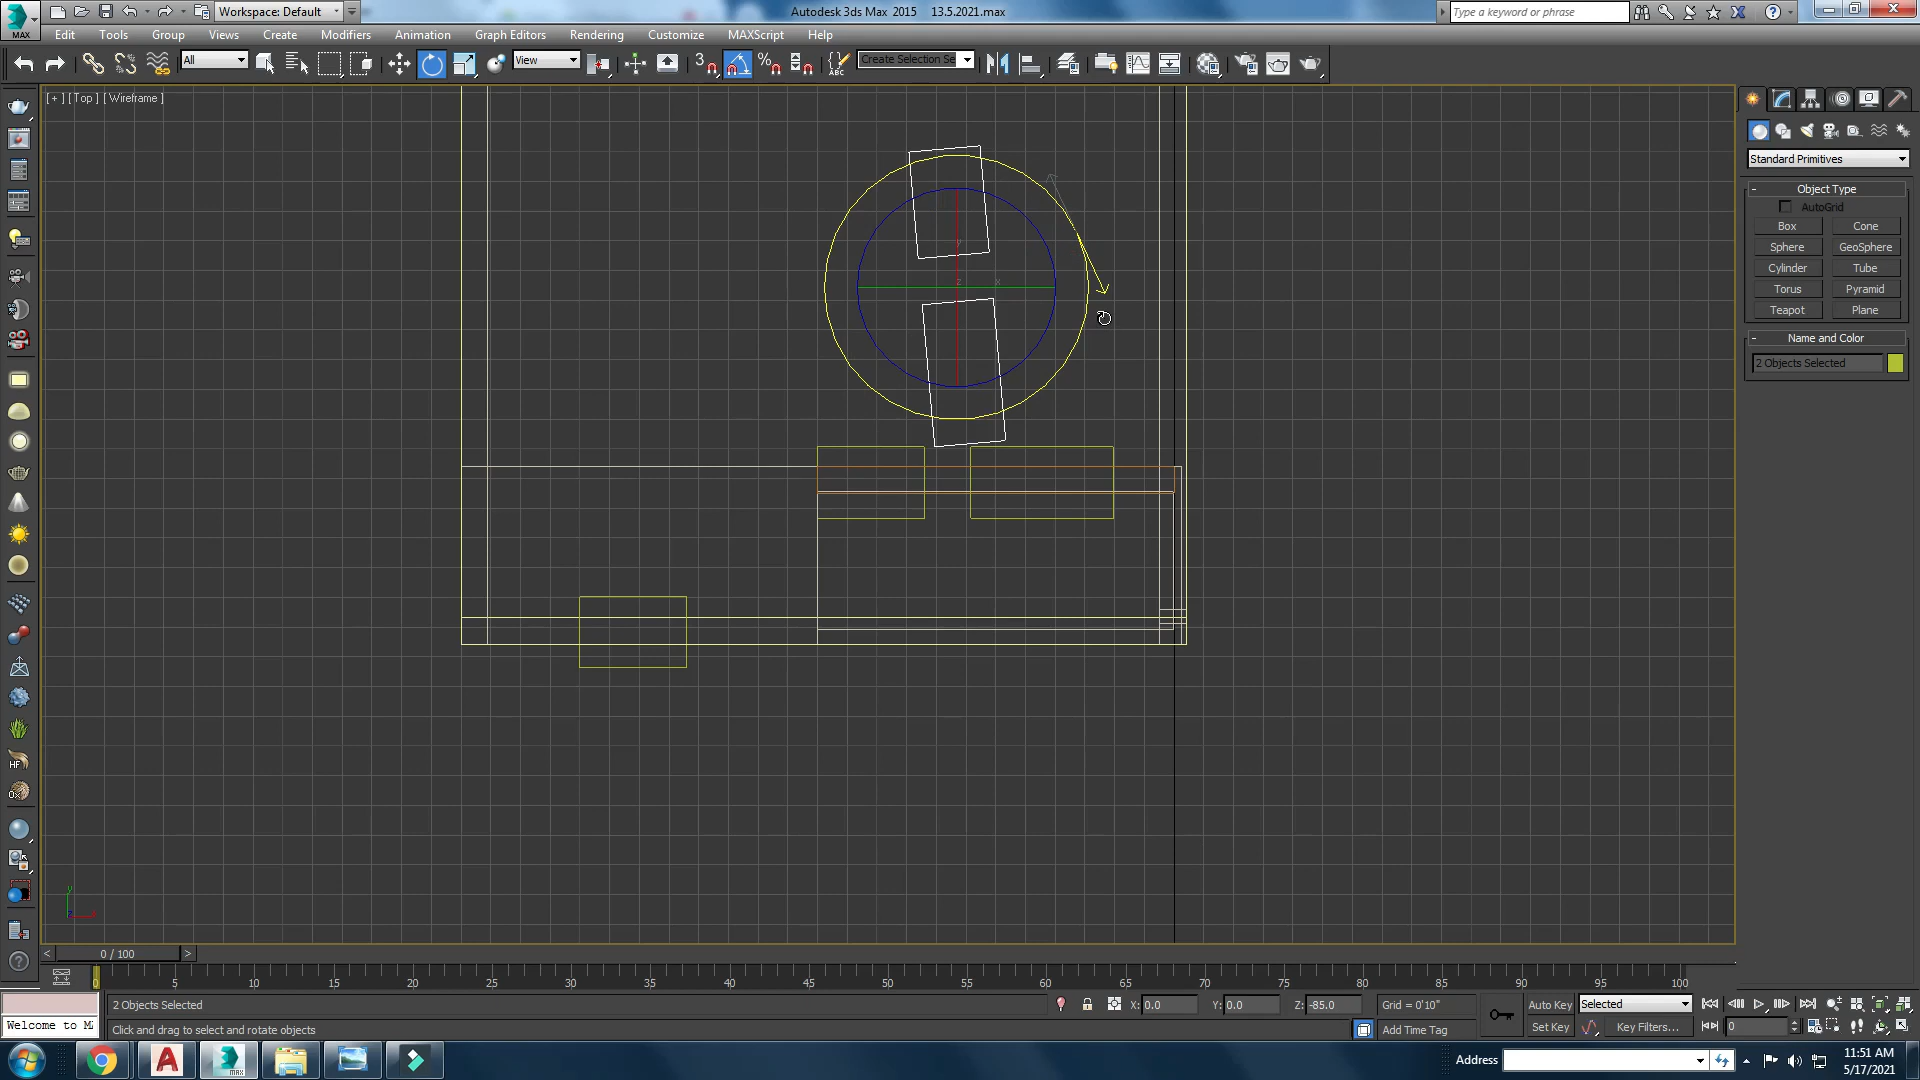 Workspace: Default
Autodesk 3ds Max 2015 13.5.2021.max
Type a keyword or phrase
MAX
Edit Tools Group Views Create Modifiers Animation Graph Editors Rendering Customize MAXScript Help
All
View
3
%
ABC
Create Selection Se
[ + ] [ Top ] [ Wireframe ]
Standard Primitives
- Object Type
AutoGrid
Box Cone
Sphere GeoSphere
Cylinder Tube
Torus Pyramid
Teapot Plane
- Name and Color
2 Objects Selected
y
z x
HF
y
< 0 / 100 >
0 5 10 15 20 25 30 35 40 45 50 55 60 65 70 75 80 85 90 95 100
2 Objects Selected
X: 0.0 Y: 0.0 Z: -85.0 Grid = 0'10"
Auto Key Selected
Welcome to M
Click and drag to select and rotate objects
Add Time Tag
Set Key Key Filters...
0
MAX
Address
11:51 AM
5/17/2021